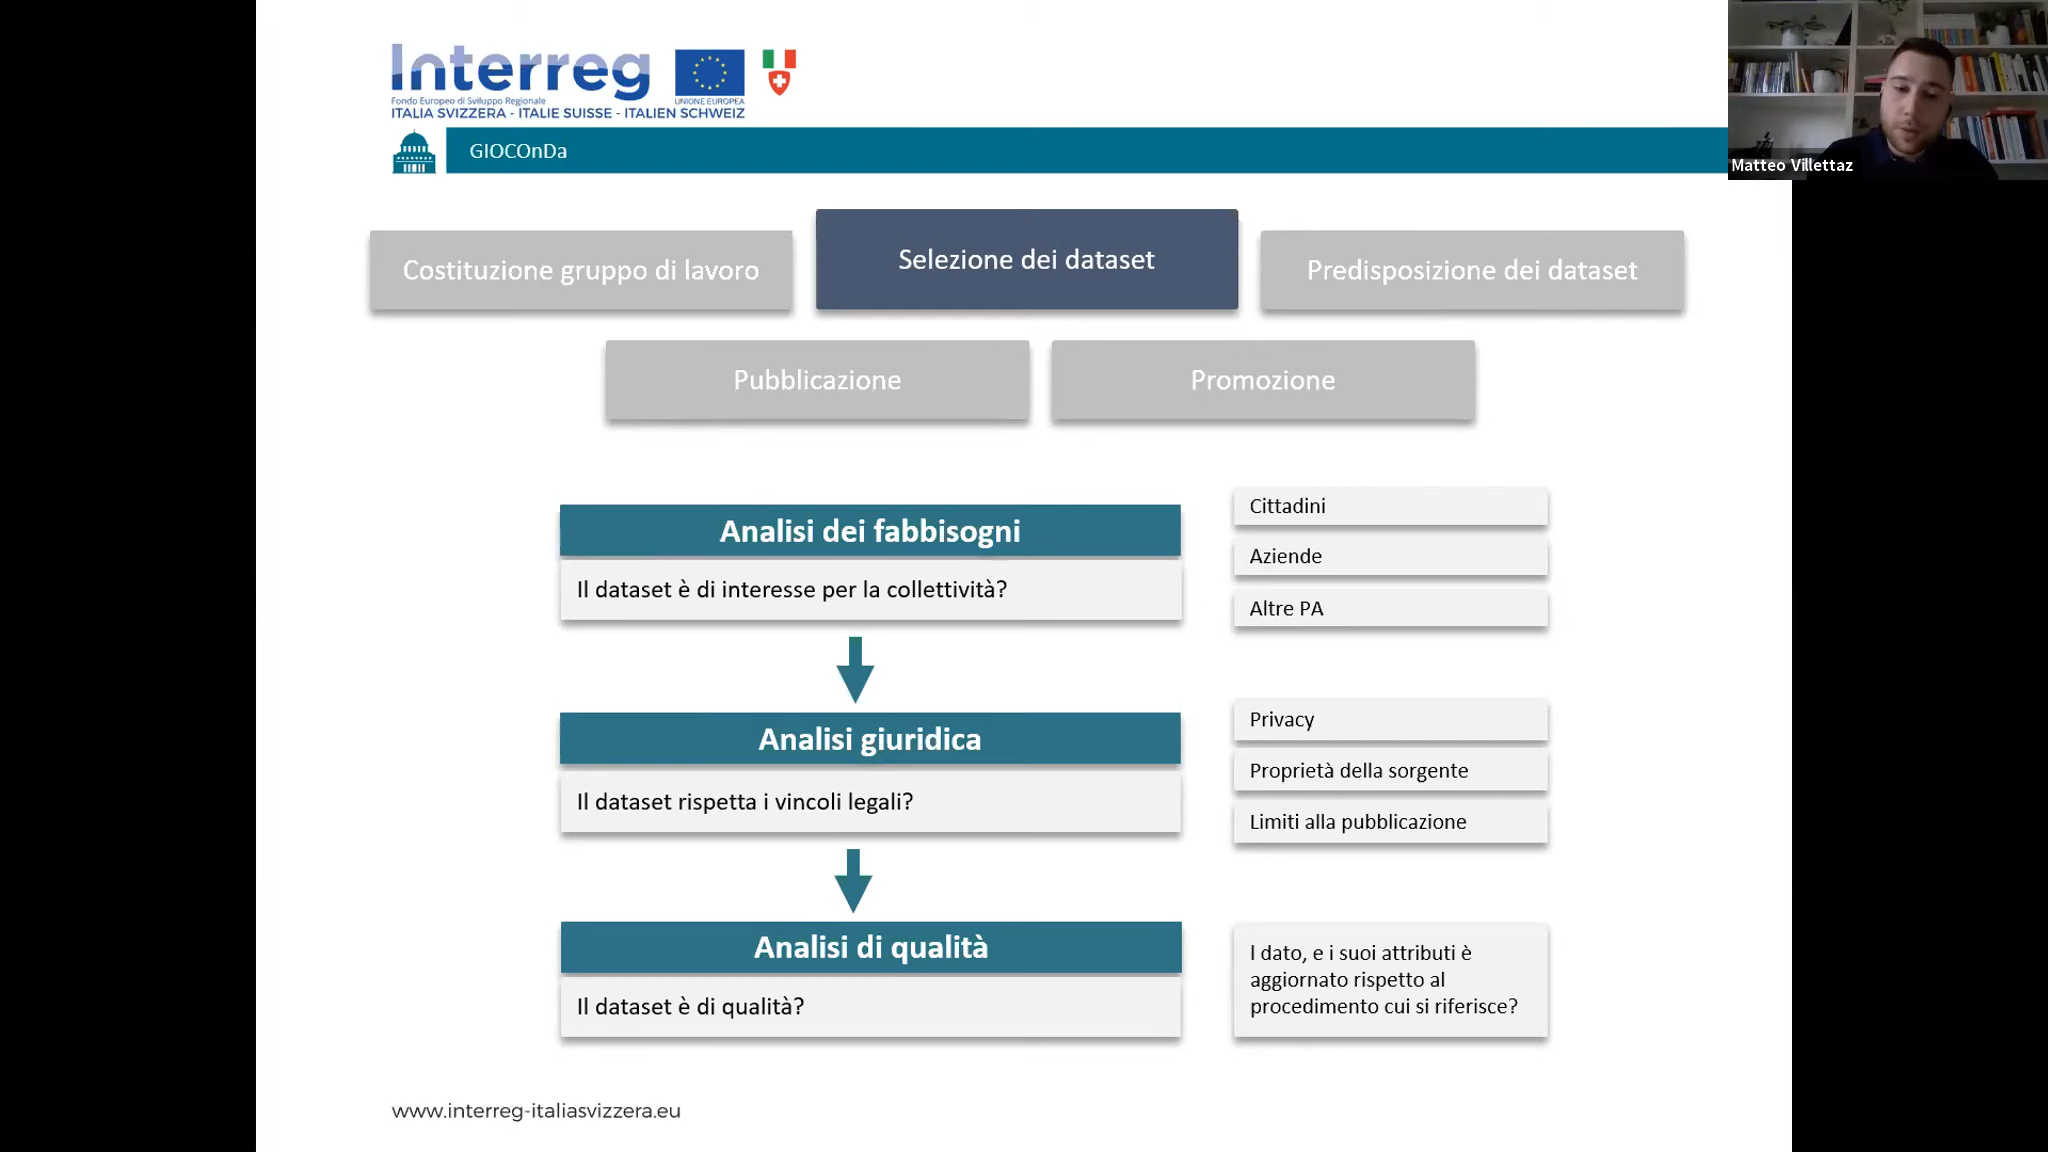 Interreg
Fondo Europeo di Sviluppo Regionale
UNIONE EUROPEA
ITALIA SVIZZERA - ITALIE SUISSE - ITALIEN SCHWEIZ
GIOCOnDa
Matteo Villettaz
Costituzione gruppo di lavoro
Selezione dei dataset
Predisposizione dei dataset
Pubblicazione
Promozione
Analisi dei fabbisogni
Il dataset è di interesse per la collettività?
Cittadini
Aziende
Altre PA
Analisi giuridica
Il dataset rispetta i vincoli legali?
Privacy
Proprietà della sorgente
Limiti alla pubblicazione
Analisi di qualità
Il dataset è di qualità?
l dato, e i suoi attributi è
aggiornato rispetto al
procedimento cui si riferisce?
www.interreg-italiasvizzera.eu